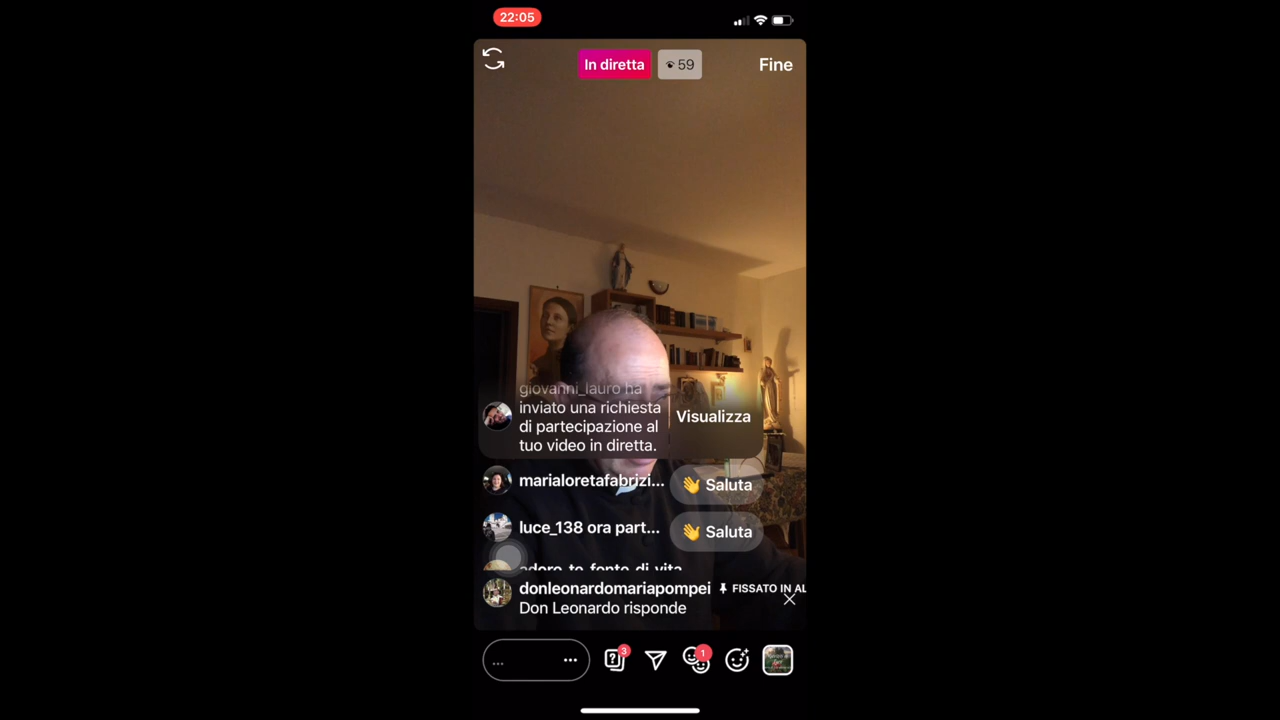 22:05
In diretta
59
Fine
giovanni_lauro ha
inviato una richiesta
di partecipazione al
tuo video in diretta.
Visualizza
marialoretafabrizi...
👋 Saluta
luce_138 ora part...
👋 Saluta
adoro_te_fonte_di_vita
donleonardomariapompei FISSATO IN AL
Don Leonardo risponde
...
3
1